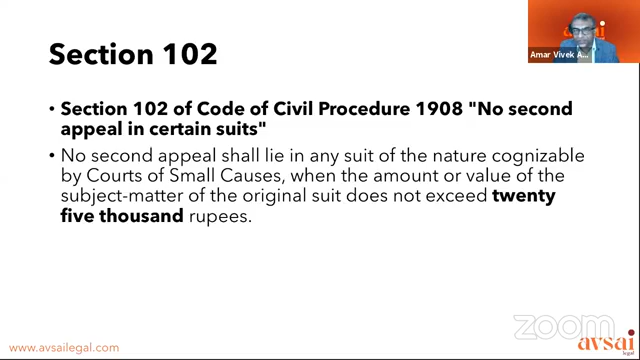 Section 102
avsai
Amar Vivek A...
• Section 102 of Code of Civil Procedure 1908 "No second
appeal in certain suits"
• No second appeal shall lie in any suit of the nature cognizable
by Courts of Small Causes, when the amount or value of the
subject-matter of the original suit does not exceed twenty
five thousand rupees.
zoom
www.avsailegal.com
avsai
legal